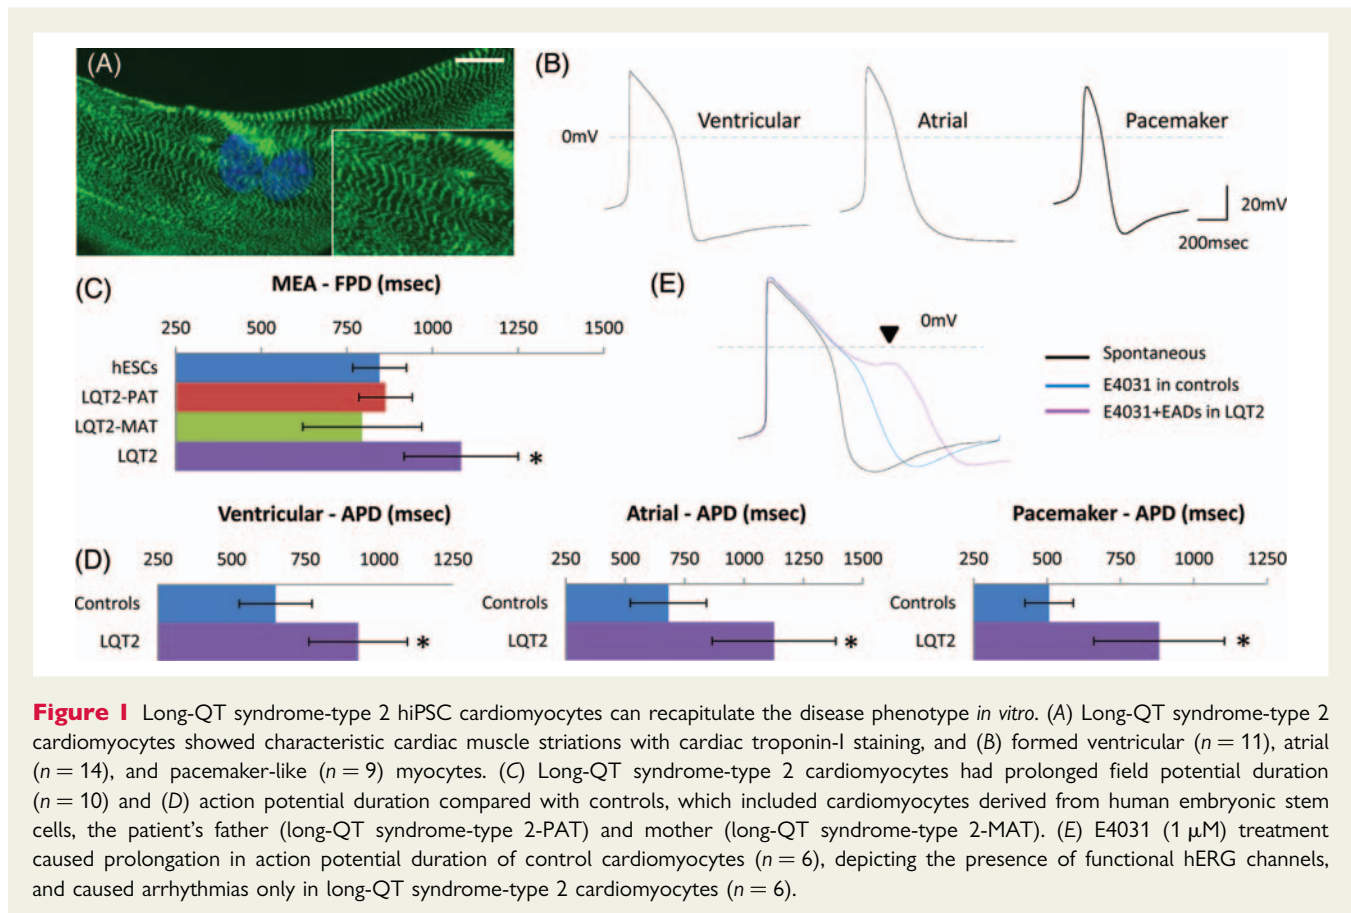 (A)
(B)
Ventricular
Atrial
Pacemaker
0mV
20mV
200msec
(C)
MEA - FPD (msec)
250 500 750 1000 1250 1500
hESCs
LQT2-PAT
LQT2-MAT
LQT2
*
(E)
0mV
Spontaneous
E4031 in controls
E4031+EADs in LQT2
(D)
Ventricular - APD (msec)
250 500 750 1000 1250
Controls
LQT2
*
Atrial - APD (msec)
250 500 750 1000 1250 1500
Controls
LQT2
*
Pacemaker - APD (msec)
250 500 750 1000 1250
Controls
LQT2
*
Figure 1 Long-QT syndrome-type 2 hiPSC cardiomyocytes can recapitulate the disease phenotype in vitro. (A) Long-QT syndrome-type 2
cardiomyocytes showed characteristic cardiac muscle striations with cardiac troponin-I staining, and (B) formed ventricular (n = 11), atrial
(n = 14), and pacemaker-like (n = 9) myocytes. (C) Long-QT syndrome-type 2 cardiomyocytes had prolonged field potential duration
(n = 10) and (D) action potential duration compared with controls, which included cardiomyocytes derived from human embryonic stem
cells, the patient's father (long-QT syndrome-type 2-PAT) and mother (long-QT syndrome-type 2-MAT). (E) E4031 (1 μM) treatment
caused prolongation in action potential duration of control cardiomyocytes (n = 6), depicting the presence of functional hERG channels,
and caused arrhythmias only in long-QT syndrome-type 2 cardiomyocytes (n = 6).